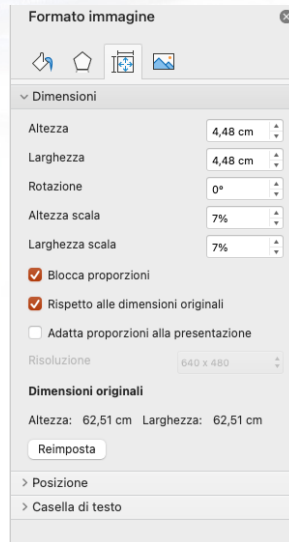 Formato immagine
Dimensioni
Altezza 4,48 cm
Larghezza 4,48 cm
Rotazione 0°
Altezza scala 7%
Larghezza scala 7%
Blocca proporzioni
Rispetto alle dimensioni originali
Adatta proporzioni alla presentazione
Risoluzione 640 x 480
Dimensioni originali
Altezza: 62,51 cm Larghezza: 62,51 cm
Reimposta
Posizione
Casella di testo